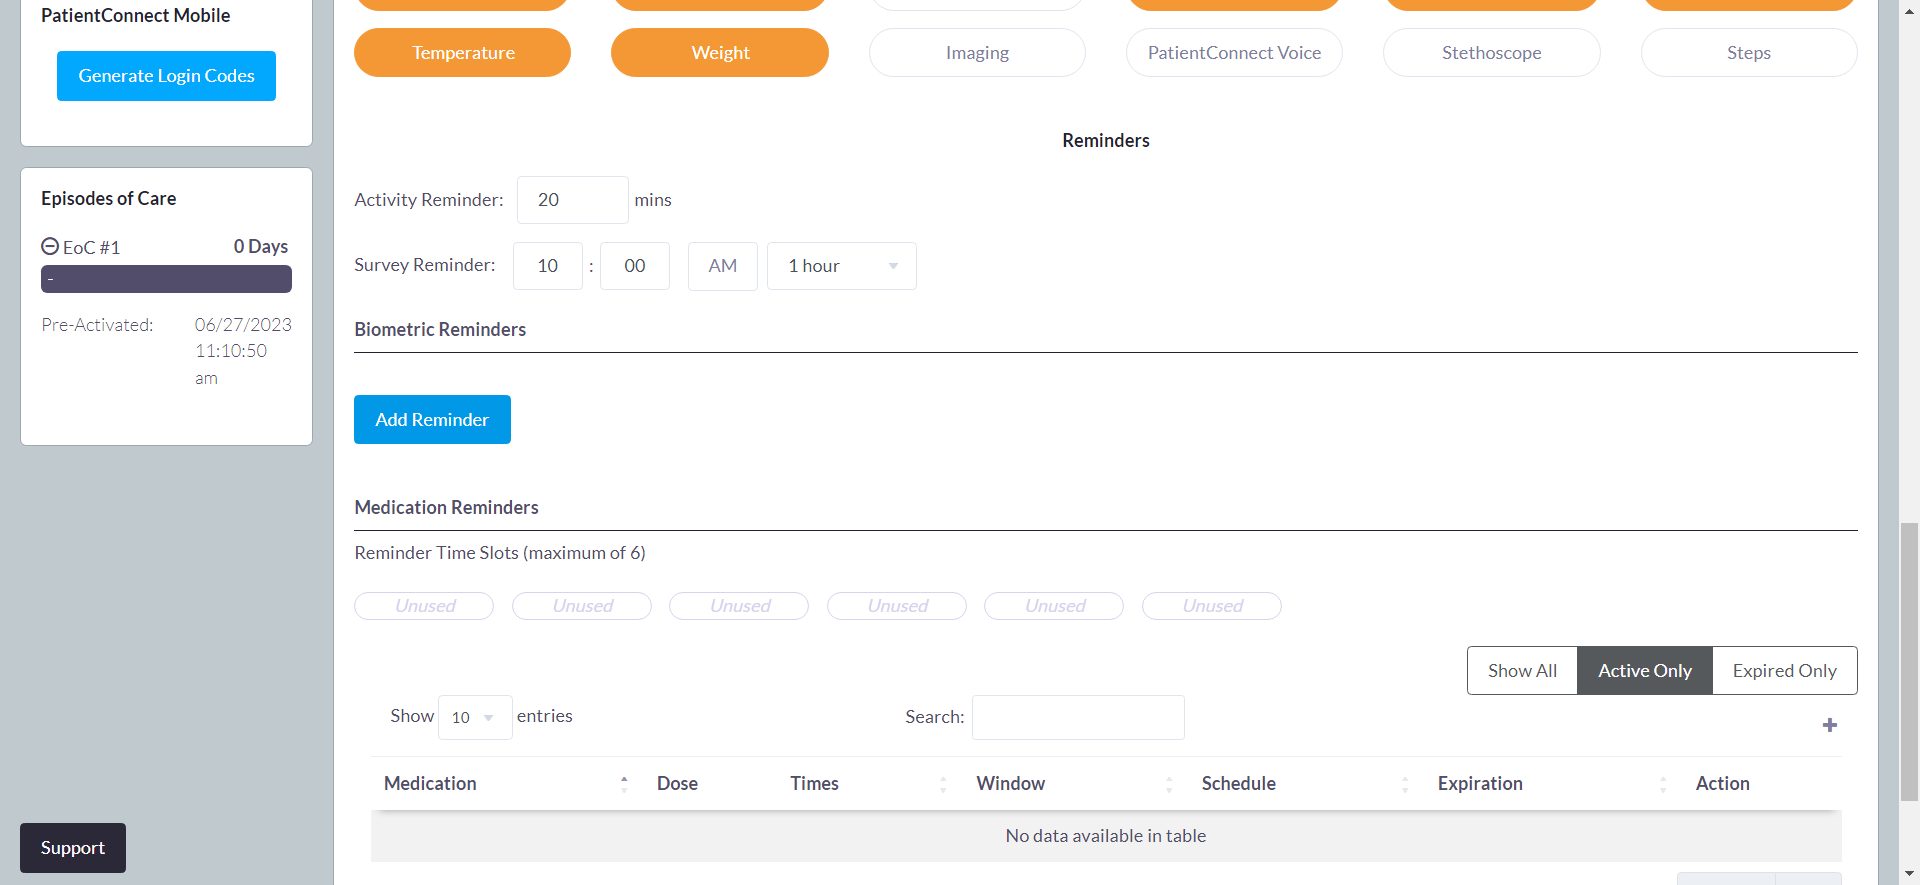 PatientConnect Mobile
Generate Login Codes
Episodes of Care
EoC #1 0 Days
-
Pre-Activated: 06/27/2023
11:10:50
am
Support
Temperature Weight Imaging PatientConnect Voice Stethoscope Steps
Reminders
Activity Reminder: 20 mins
Survey Reminder: 10 : 00 AM 1 hour
Biometric Reminders
Add Reminder
Medication Reminders
Reminder Time Slots (maximum of 6)
Unused Unused Unused Unused Unused Unused
Show All Active Only Expired Only
Show 10 entries Search:
+
Medication Dose Times Window Schedule Expiration Action
No data available in table